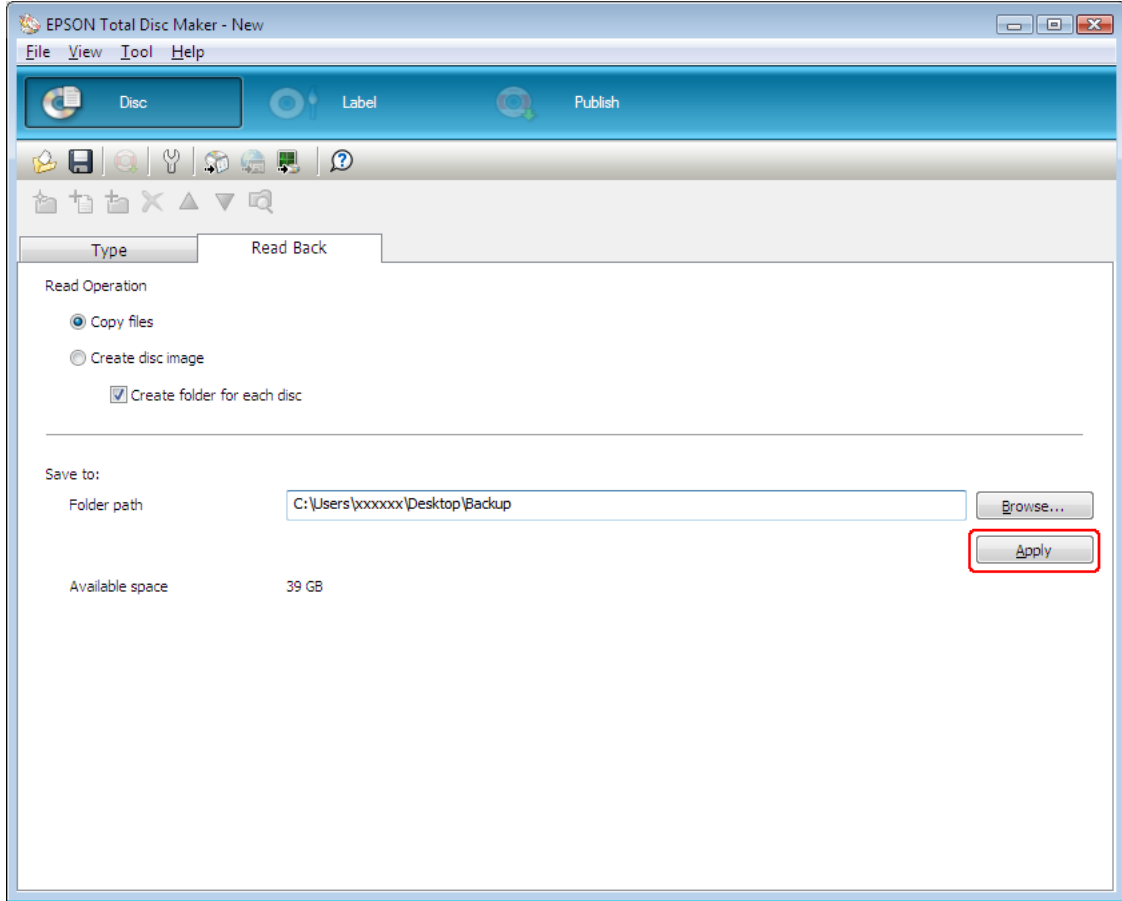 EPSON Total Disc Maker - New
File View Tool Help
Disc Label Publish
Type Read Back
Read Operation
Copy files
Create disc image
Create folder for each disc
Save to:
Folder path C:\Users\xxxxxx\Desktop\Backup Browse...
Apply
Available space 39 GB